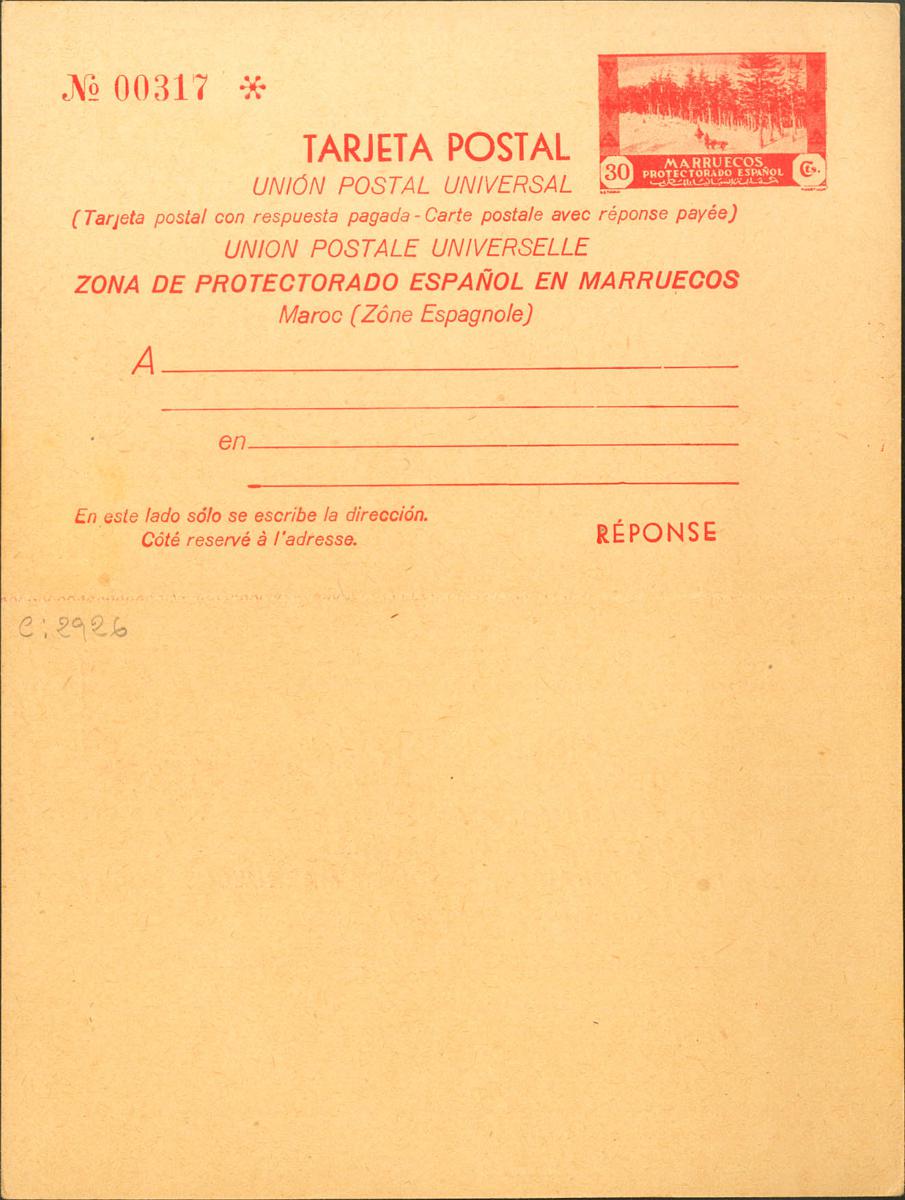 Nº 00317 *
TARJETA POSTAL
UNIÓN POSTAL UNIVERSAL
(Tarjeta postal con respuesta pagada - Carte postale avec réponse payée)
UNION POSTALE UNIVERSELLE
ZONA DE PROTECTORADO ESPAÑOL EN MARRUECOS
Maroc (Zône Espagnole)
MARRUECOS
PROTECTORADO ESPAÑOL
30 Cts.
A
en
En este lado sólo se escribe la dirección.
Côté reservé à l'adresse.
RÉPONSE
C: 2926